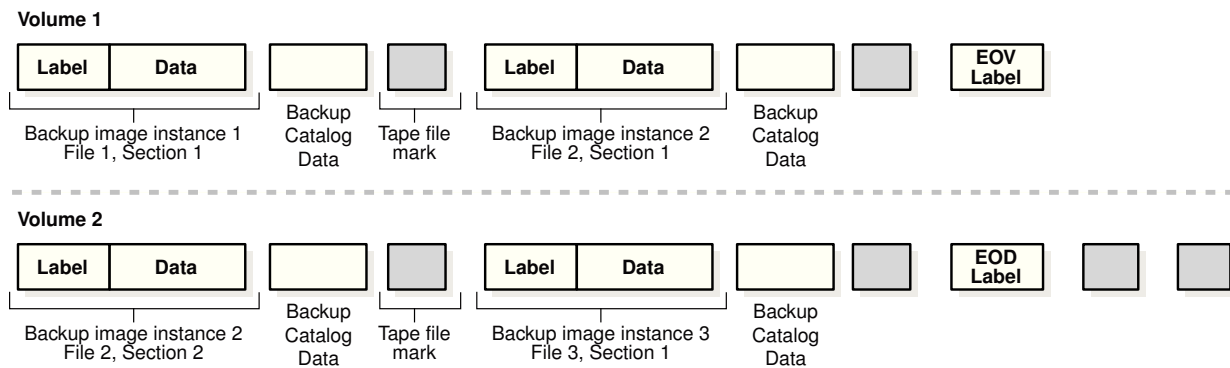 Volume 1
Label Data Label Data EOV
Label
Backup image instance 1
File 1, Section 1
Backup
Catalog
Data
Tape file
mark
Backup image instance 2
File 2, Section 1
Backup
Catalog
Data
Volume 2
Label Data Label Data EOD
Label
Backup image instance 2
File 2, Section 2
Backup
Catalog
Data
Tape file
mark
Backup image instance 3
File 3, Section 1
Backup
Catalog
Data